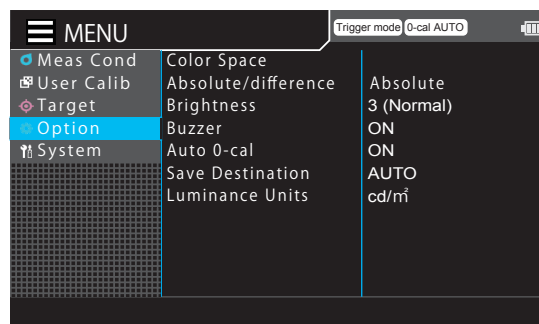 MENU
Trigger mode 0-cal AUTO
Meas Cond
User Calib
Target
Option
System
Color Space
Absolute/difference Absolute
Brightness 3 (Normal)
Buzzer ON
Auto 0-cal ON
Save Destination AUTO
Luminance Units cd/㎡